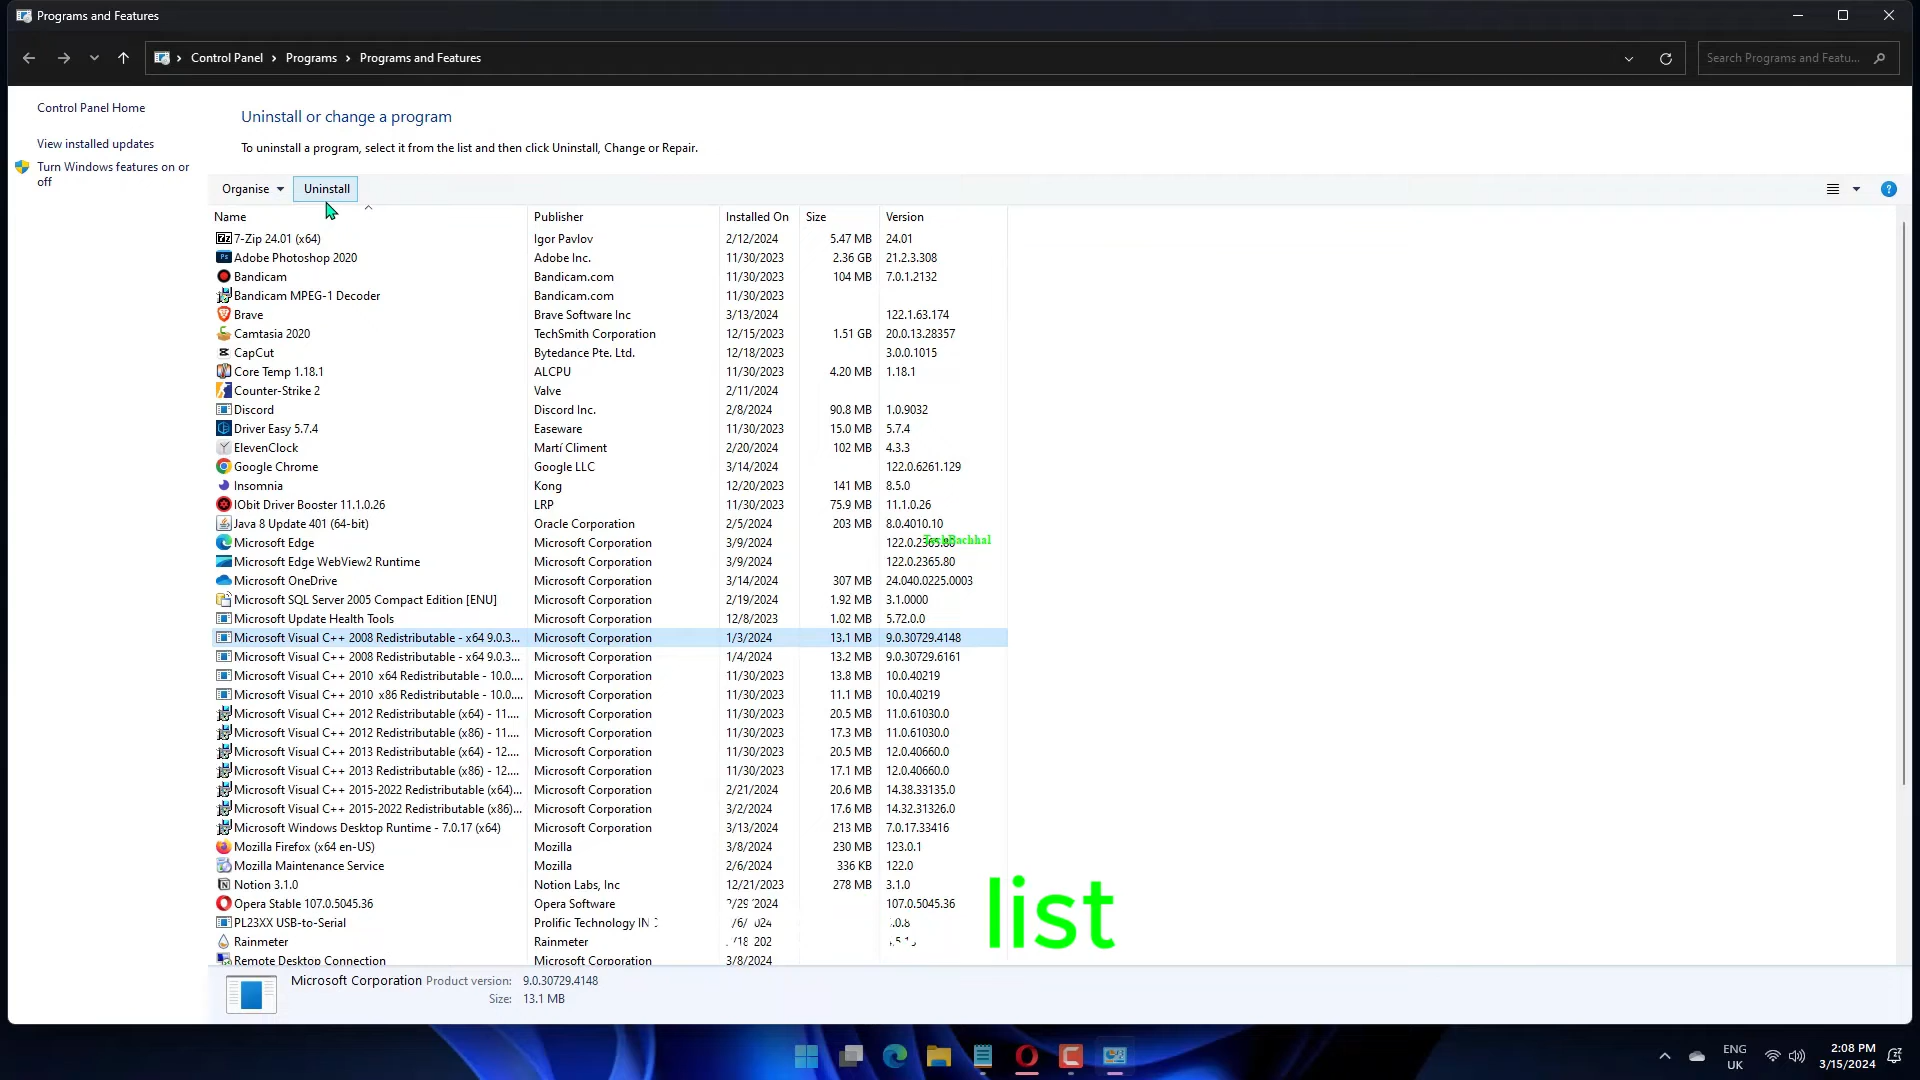 Programs and Features
Control Panel › Programs › Programs and Features
Search Programs and Featu...
Control Panel Home
View installed updates
Turn Windows features on or
off
Uninstall or change a program
To uninstall a program, select it from the list and then click Uninstall, Change or Repair.
Organise Uninstall
Name Publisher Installed On Size Version
7-Zip 24.01 (x64) Igor Pavlov 2/12/2024 5.47 MB 24.01
Adobe Photoshop 2020 Adobe Inc. 11/30/2023 2.36 GB 21.2.3.308
Bandicam Bandicam.com 11/30/2023 104 MB 7.0.1.2132
Bandicam MPEG-1 Decoder Bandicam.com 11/30/2023
Brave Brave Software Inc 3/13/2024 122.1.63.174
Camtasia 2020 TechSmith Corporation 12/15/2023 1.51 GB 20.0.13.28357
CapCut Bytedance Pte. Ltd. 12/18/2023 3.0.0.1015
Core Temp 1.18.1 ALCPU 11/30/2023 4.20 MB 1.18.1
Counter-Strike 2 Valve 2/11/2024
Discord Discord Inc. 2/8/2024 90.8 MB 1.0.9032
Driver Easy 5.7.4 Easeware 11/30/2023 15.0 MB 5.7.4
ElevenClock Martí Climent 2/20/2024 102 MB 4.3.3
Google Chrome Google LLC 3/14/2024 122.0.6261.129
Insomnia Kong 12/20/2023 141 MB 8.5.0
IObit Driver Booster 11.1.0.26 LRP 11/30/2023 75.9 MB 11.1.0.26
Java 8 Update 401 (64-bit) Oracle Corporation 2/5/2024 203 MB 8.0.4010.10
Microsoft Edge Microsoft Corporation 3/9/2024 122.0.2365.80
Microsoft Edge WebView2 Runtime Microsoft Corporation 3/9/2024 122.0.2365.80
Microsoft OneDrive Microsoft Corporation 3/14/2024 307 MB 24.040.0225.0003
Microsoft SQL Server 2005 Compact Edition [ENU] Microsoft Corporation 2/19/2024 1.92 MB 3.1.0000
Microsoft Update Health Tools Microsoft Corporation 12/8/2023 1.02 MB 5.72.0.0
Microsoft Visual C++ 2008 Redistributable - x64 9.0.3... Microsoft Corporation 1/3/2024 13.1 MB 9.0.30729.4148
Microsoft Visual C++ 2008 Redistributable - x64 9.0.3... Microsoft Corporation 1/4/2024 13.2 MB 9.0.30729.6161
Microsoft Visual C++ 2010 x64 Redistributable - 10.0.... Microsoft Corporation 11/30/2023 13.8 MB 10.0.40219
Microsoft Visual C++ 2010 x86 Redistributable - 10.0.... Microsoft Corporation 11/30/2023 11.1 MB 10.0.40219
Microsoft Visual C++ 2012 Redistributable (x64) - 11.... Microsoft Corporation 11/30/2023 20.5 MB 11.0.61030.0
Microsoft Visual C++ 2012 Redistributable (x86) - 11.... Microsoft Corporation 11/30/2023 17.3 MB 11.0.61030.0
Microsoft Visual C++ 2013 Redistributable (x64) - 12.... Microsoft Corporation 11/30/2023 20.5 MB 12.0.40660.0
Microsoft Visual C++ 2013 Redistributable (x86) - 12.... Microsoft Corporation 11/30/2023 17.1 MB 12.0.40660.0
Microsoft Visual C++ 2015-2022 Redistributable (x64)... Microsoft Corporation 2/21/2024 20.6 MB 14.38.33135.0
Microsoft Visual C++ 2015-2022 Redistributable (x86)... Microsoft Corporation 3/2/2024 17.6 MB 14.32.31326.0
Microsoft Windows Desktop Runtime - 7.0.17 (x64) Microsoft Corporation 3/13/2024 213 MB 7.0.17.33416
Mozilla Firefox (x64 en-US) Mozilla 3/8/2024 230 MB 123.0.1
Mozilla Maintenance Service Mozilla 2/6/2024 336 KB 122.0
Notion 3.1.0 Notion Labs, Inc 12/21/2023 278 MB 3.1.0
Opera Stable 107.0.5045.36 Opera Software 2/29/2024 107.0.5045.36
PL23XX USB-to-Serial Prolific Technology
Rainmeter Rainmeter
Remote Desktop Connection Microsoft Corporation 3/8/2024
list
Microsoft Corporation Product version: 9.0.30729.4148
Size: 13.1 MB
ENG
UK
2:08 PM
3/15/2024